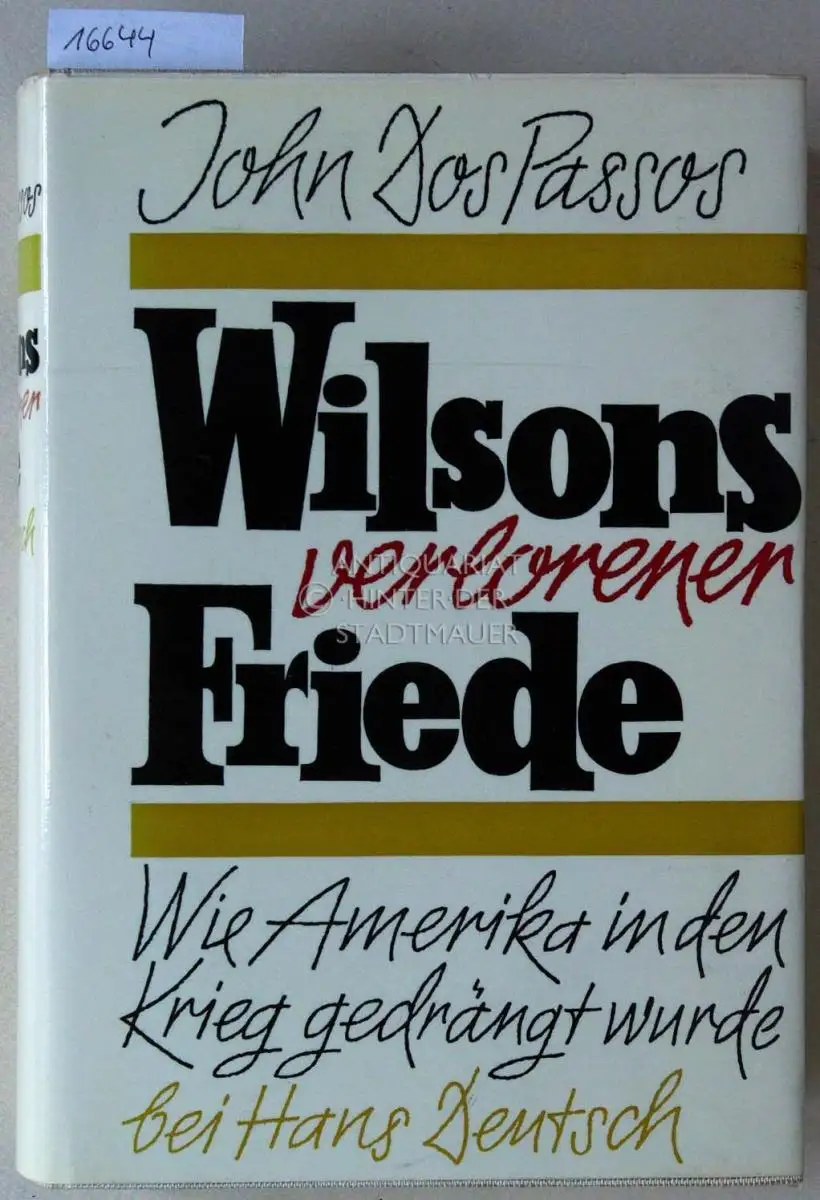 16644
John Dos Passos
Wilsons
verlorener
Friede
Wie Amerika in den
Krieg gedrängt wurde
bei Hans Deutsch
ANTIQUARIAT
© ·HINTER·DER·
STADTMAUER